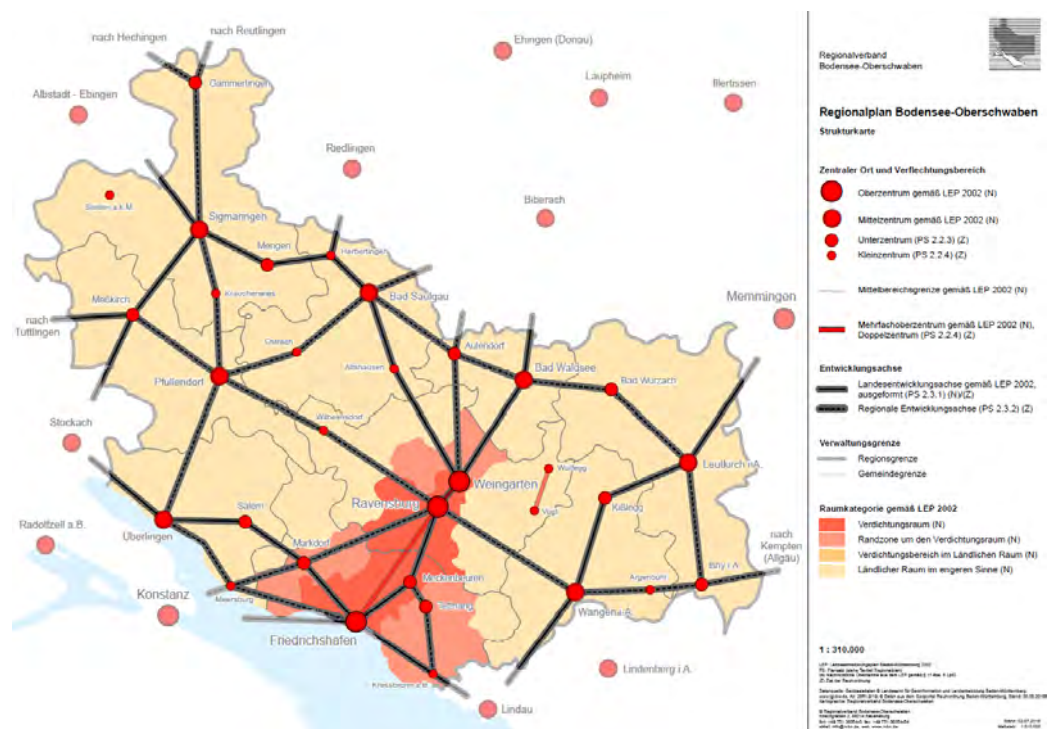 nach Hechingen
nach Reutlingen
Ehingen (Donau)
Laupheim
Illertissen
Albstadt - Ebingen
Gammertingen
Riedlingen
Biberach
Stetten a.k.M.
Sigmaringen
Mengen
Herbertingen
Krauchenwies
Bad Saulgau
Meßkirch
nach
Tuttlingen
Memmingen
Ostrach
Aulendorf
Altshausen
Bad Waldsee
Bad Wurzach
Pfullendorf
Wilhelmsdorf
Stockach
Leutkirch i.A.
Wolfegg
Weingarten
Ravensburg
Kißlegg
Vogt
Salem
Radolfzell a.B.
Überlingen
Markdorf
nach
Kempten
(Allgäu)
Meckenbeuren
Isny i.A.
Argenbühl
Meersburg
Konstanz
Tettnang
Wangen i.A.
Friedrichshafen
Lindenberg i.A.
Kressbronn a.B.
Lindau
Regionalverband
Bodensee-Oberschwaben
Regionalplan Bodensee-Oberschwaben
Strukturkarte
Zentraler Ort und Verflechtungsbereich
Oberzentrum gemäß LEP 2002 (N)
Mittelzentrum gemäß LEP 2002 (N)
Unterzentrum (PS 2.2.3) (Z)
Kleinzentrum (PS 2.2.4) (Z)
Mittelbereichsgrenze gemäß LEP 2002 (N)
Mehrfachoberzentrum gemäß LEP 2002 (N),
Doppelzentrum (PS 2.2.4) (Z)
Entwicklungsachse
Landesentwicklungsachse gemäß LEP 2002,
ausgeformt (PS 2.3.1) (N)/(Z)
Regionale Entwicklungsachse (PS 2.3.2) (Z)
Verwaltungsgrenze
Regionsgrenze
Gemeindegrenze
Raumkategorie gemäß LEP 2002
Verdichtungsraum (N)
Randzone um den Verdichtungsraum (N)
Verdichtungsbereich im Ländlichen Raum (N)
Ländlicher Raum im engeren Sinne (N)
1 : 310.000